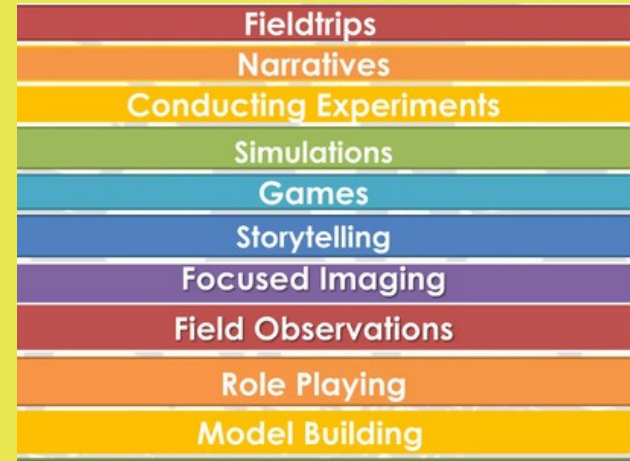 Fieldtrips
Narratives
Conducting Experiments
Simulations
Games
Storytelling
Focused Imaging
Field Observations
Role Playing
Model Building